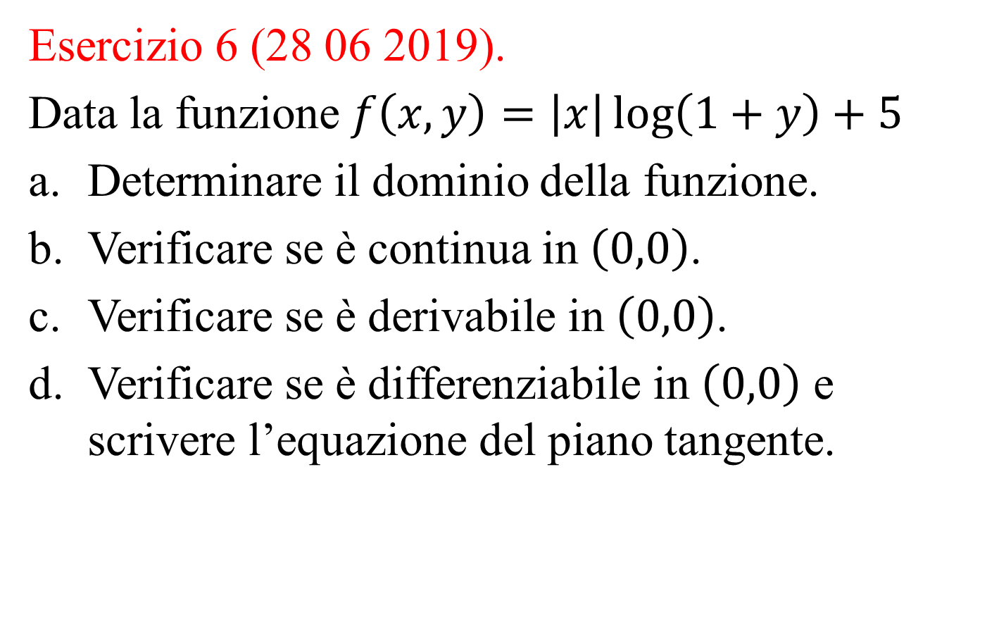 Esercizio 6 (28 06 2019).
Data la funzione f(x, y) = |x| log(1 + y) + 5
a. Determinare il dominio della funzione.
b. Verificare se è continua in (0,0).
c. Verificare se è derivabile in (0,0).
d. Verificare se è differenziabile in (0,0) e
scrivere l’equazione del piano tangente.